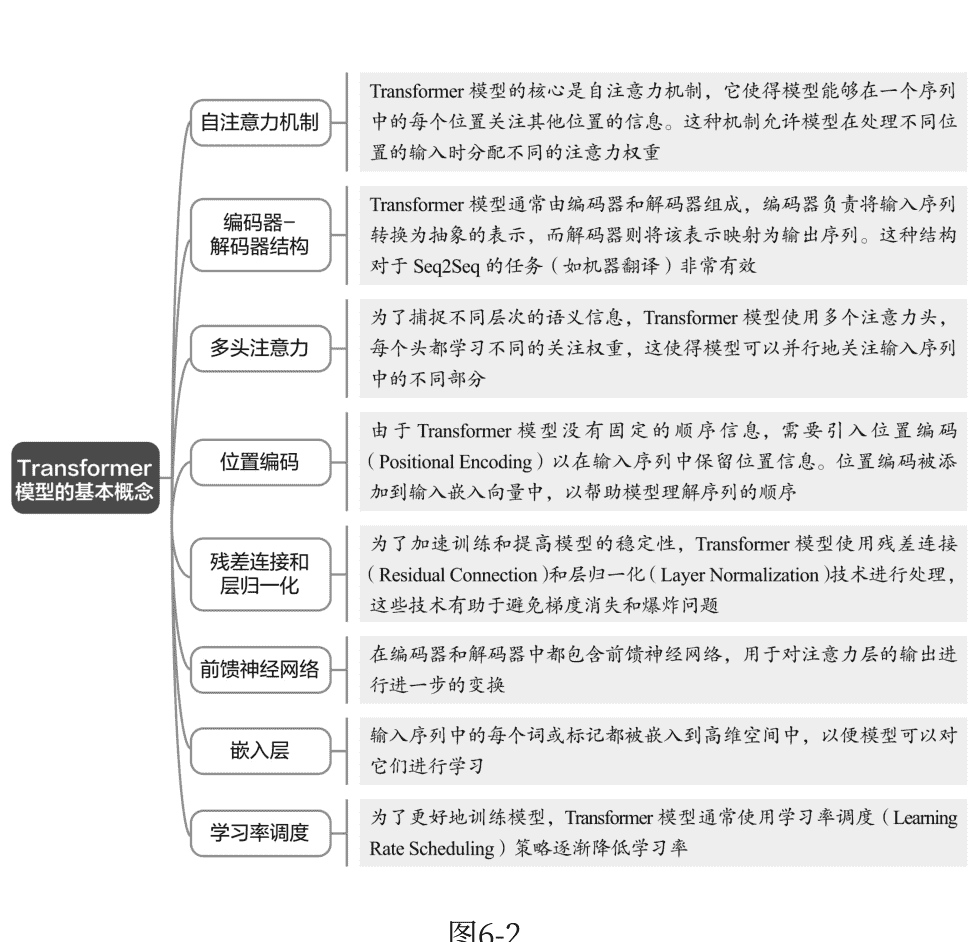 Transformer
模型的基本概念
自注意力机制
Transformer 模型的核心是自注意力机制，它使得模型能够在一个序列
中的每个位置关注其他位置的信息。这种机制允许模型在处理不同位
置的输入时分配不同的注意力权重
编码器-
解码器结构
Transformer 模型通常由编码器和解码器组成，编码器负责将输入序列
转换为抽象的表示，而解码器则将该表示映射为输出序列。这种结构
对于 Seq2Seq 的任务（如机器翻译）非常有效
多头注意力
为了捕捉不同层次的语义信息，Transformer 模型使用多个注意力头，
每个头都学习不同的关注权重，这使得模型可以并行地关注输入序列
中的不同部分
位置编码
由于 Transformer 模型没有固定的顺序信息，需要引入位置编码
（Positional Encoding）以在输入序列中保留位置信息。位置编码被添
加到输入嵌入向量中，以帮助模型理解序列的顺序
残差连接和
层归一化
为了加速训练和提高模型的稳定性，Transformer 模型使用残差连接
（Residual Connection）和层归一化（Layer Normalization）技术进行处理，
这些技术有助于避免梯度消失和爆炸问题
前馈神经网络
在编码器和解码器中都包含前馈神经网络，用于对注意力层的输出进
行进一步的变换
嵌入层
输入序列中的每个词或标记都被嵌入到高维空间中，以便模型可以对
它们进行学习
学习率调度
为了更好地训练模型，Transformer 模型通常使用学习率调度（Learning
Rate Scheduling）策略逐渐降低学习率
图6-2